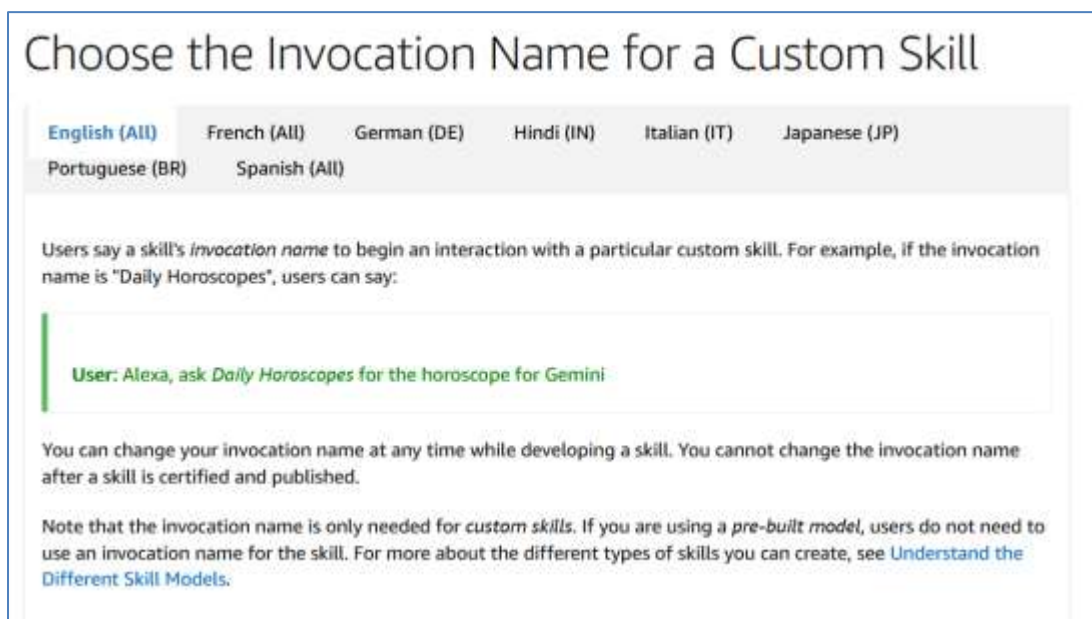 Choose the Invocation Name for a Custom Skill
English (All) French (All) German (DE) Hindi (IN) Italian (IT) Japanese (JP)
Portuguese (BR) Spanish (All)
Users say a skill's invocation name to begin an interaction with a particular custom skill. For example, if the invocation
name is "Daily Horoscopes", users can say:
User: Alexa, ask Daily Horoscopes for the horoscope for Gemini
You can change your invocation name at any time while developing a skill. You cannot change the invocation name
after a skill is certified and published.
Note that the invocation name is only needed for custom skills. If you are using a pre-built model, users do not need to
use an invocation name for the skill. For more about the different types of skills you can create, see Understand the
Different Skill Models.